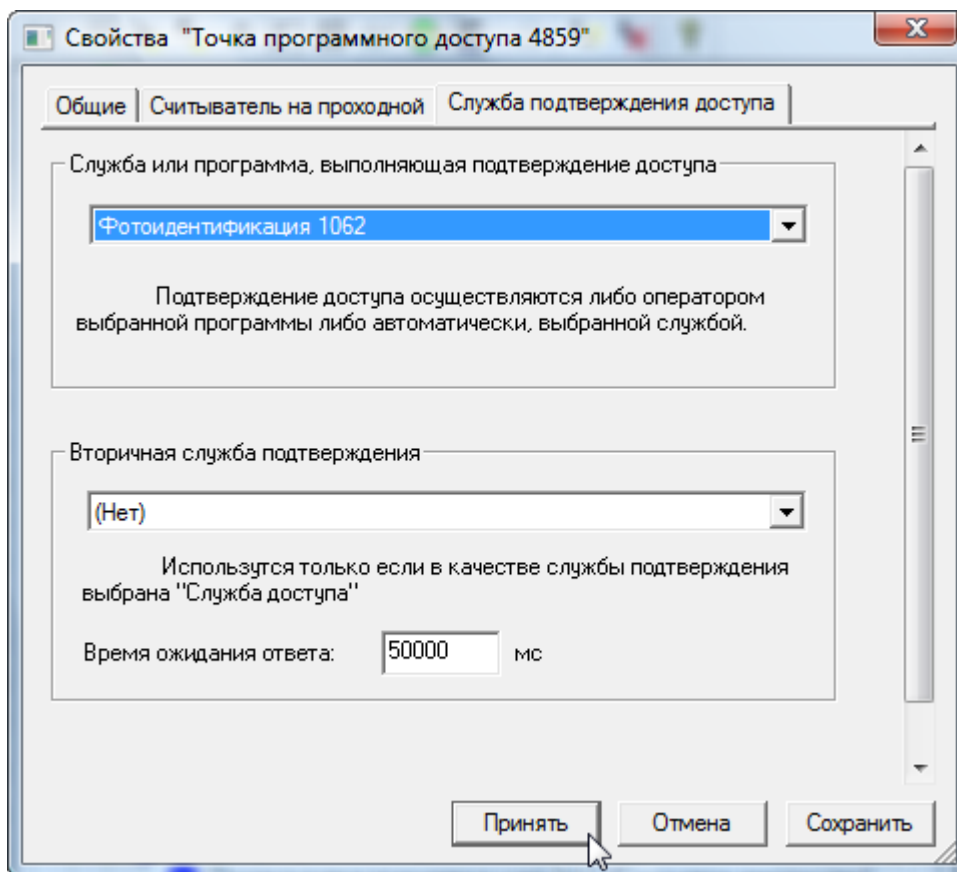 Свойства "Точка программного доступа 4859"
Общие
Считыватель на проходной
Служба подтверждения доступа
Служба или программа, выполняющая подтверждение доступа
Фотоидентификация 1062
Подтверждение доступа осуществляются либо оператором
выбранной программы либо автоматически, выбранной службой.
Вторичная служба подтверждения
(Нет)
Использутся только если в качестве службы подтверждения
выбрана "Служба доступа"
Время ожидания ответа: 50000 мс
Принять
Отмена
Сохранить